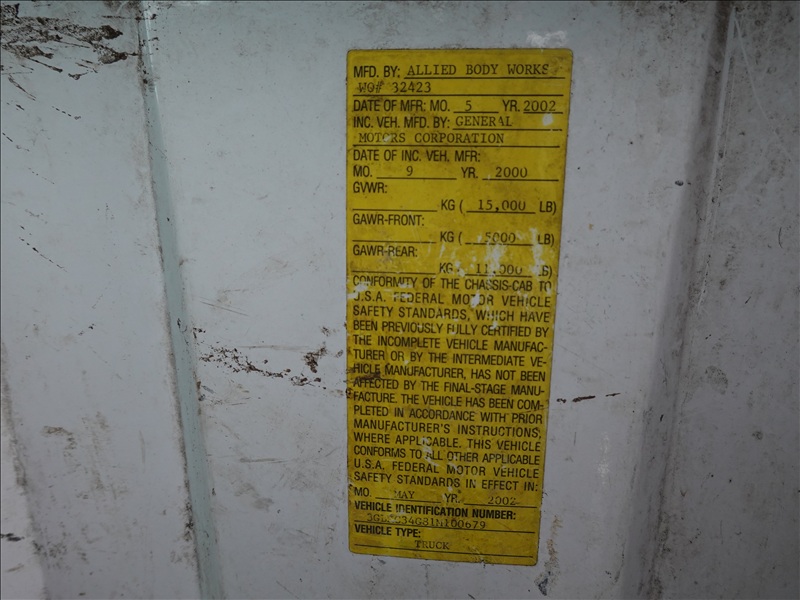 MFD. BY: ALLIED BODY WORKS
WO# 32423
DATE OF MFR: MO. 5 YR. 2002
INC. VEH. MFD. BY: GENERAL
MOTORS CORPORATION
DATE OF INC. VEH. MFR:
MO. 9 YR. 2000
GVWR:
KG ( 15,000 LB)
GAWR-FRONT:
KG ( 5000 LB)
GAWR-REAR:
KG 11,000
CONFORMITY OF THE CHASSIS-CAB TO
U.S.A. FEDERAL MOTOR VEHICLE
SAFETY STANDARDS, WHICH HAVE
BEEN PREVIOUSLY FULLY CERTIFIED BY
THE INCOMPLETE VEHICLE MANUFAC-
TURER OR BY THE INTERMEDIATE VE-
HICLE MANUFACTURER, HAS NOT BEEN
AFFECTED BY THE FINAL-STAGE MANU-
FACTURE. THE VEHICLE HAS BEEN COM-
PLETED IN ACCORDANCE WITH PRIOR
MANUFACTURER'S INSTRUCTIONS,
WHERE APPLICABLE. THIS VEHICLE
CONFORMS TO ALL OTHER APPLICABLE
U.S.A. FEDERAL MOTOR VEHICLE
SAFETY STANDARDS IN EFFECT IN:
MO. MAY YR. 2002
VEHICLE IDENTIFICATION NUMBER:
VEHICLE TYPE:
TRUCK